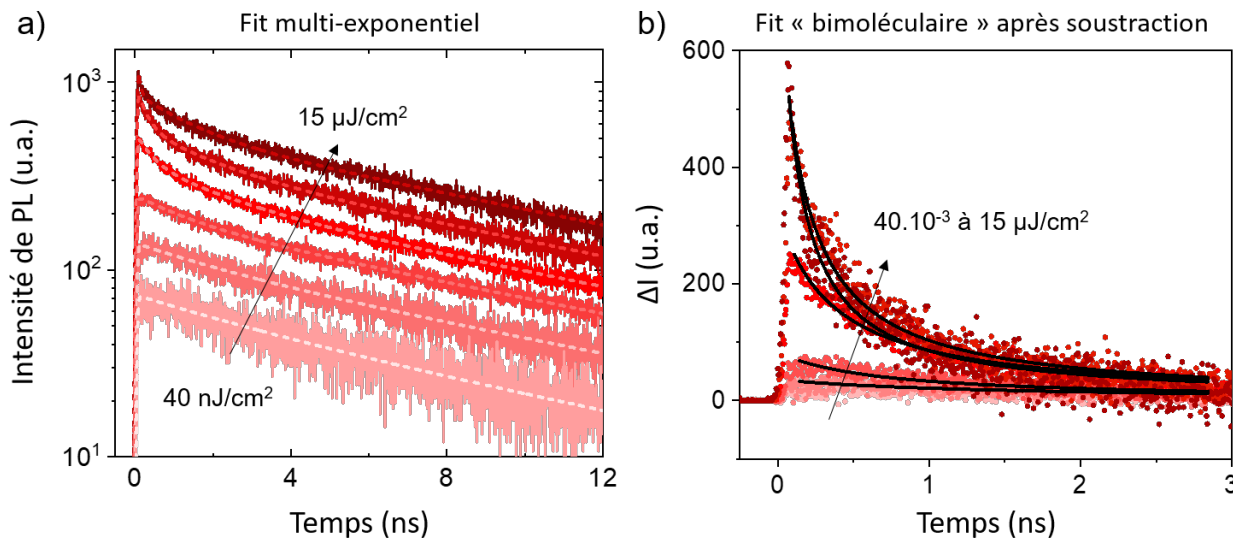 a)
Fit multi-exponentiel
Intensité de PL (u.a.)
10³
10²
10¹
15 µJ/cm²
40 nJ/cm²
0
4
8
12
Temps (ns)
b)
Fit « bimoléculaire » après soustraction
ΔI (u.a.)
600
400
200
0
40.10⁻³ à 15 µJ/cm²
0
1
2
3
Temps (ns)